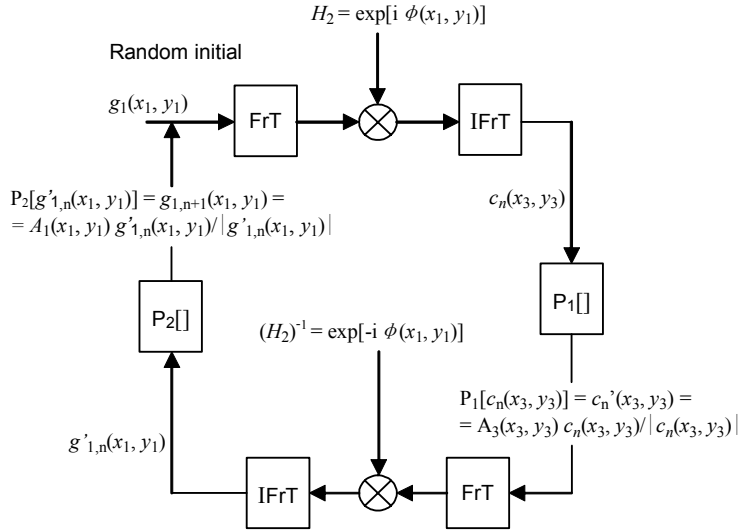 H₂ = exp[i ϕ(x₁, y₁)]
Random initial
g₁(x₁, y₁)
FrT
IFrT
P₂[g'₁,ₙ(x₁, y₁)] = g₁,ₙ₊₁(x₁, y₁) =
= A₁(x₁, y₁) g'₁,ₙ(x₁, y₁)/|g'₁,ₙ(x₁, y₁)|
cₙ(x₃, y₃)
P₂[]
P₁[]
(H₂)⁻¹ = exp[-i ϕ(x₁, y₁)]
P₁[cₙ(x₃, y₃)] = cₙ'(x₃, y₃) =
= A₃(x₃, y₃) cₙ(x₃, y₃)/|cₙ(x₃, y₃)|
g'₁,ₙ(x₁, y₁)
IFrT
FrT